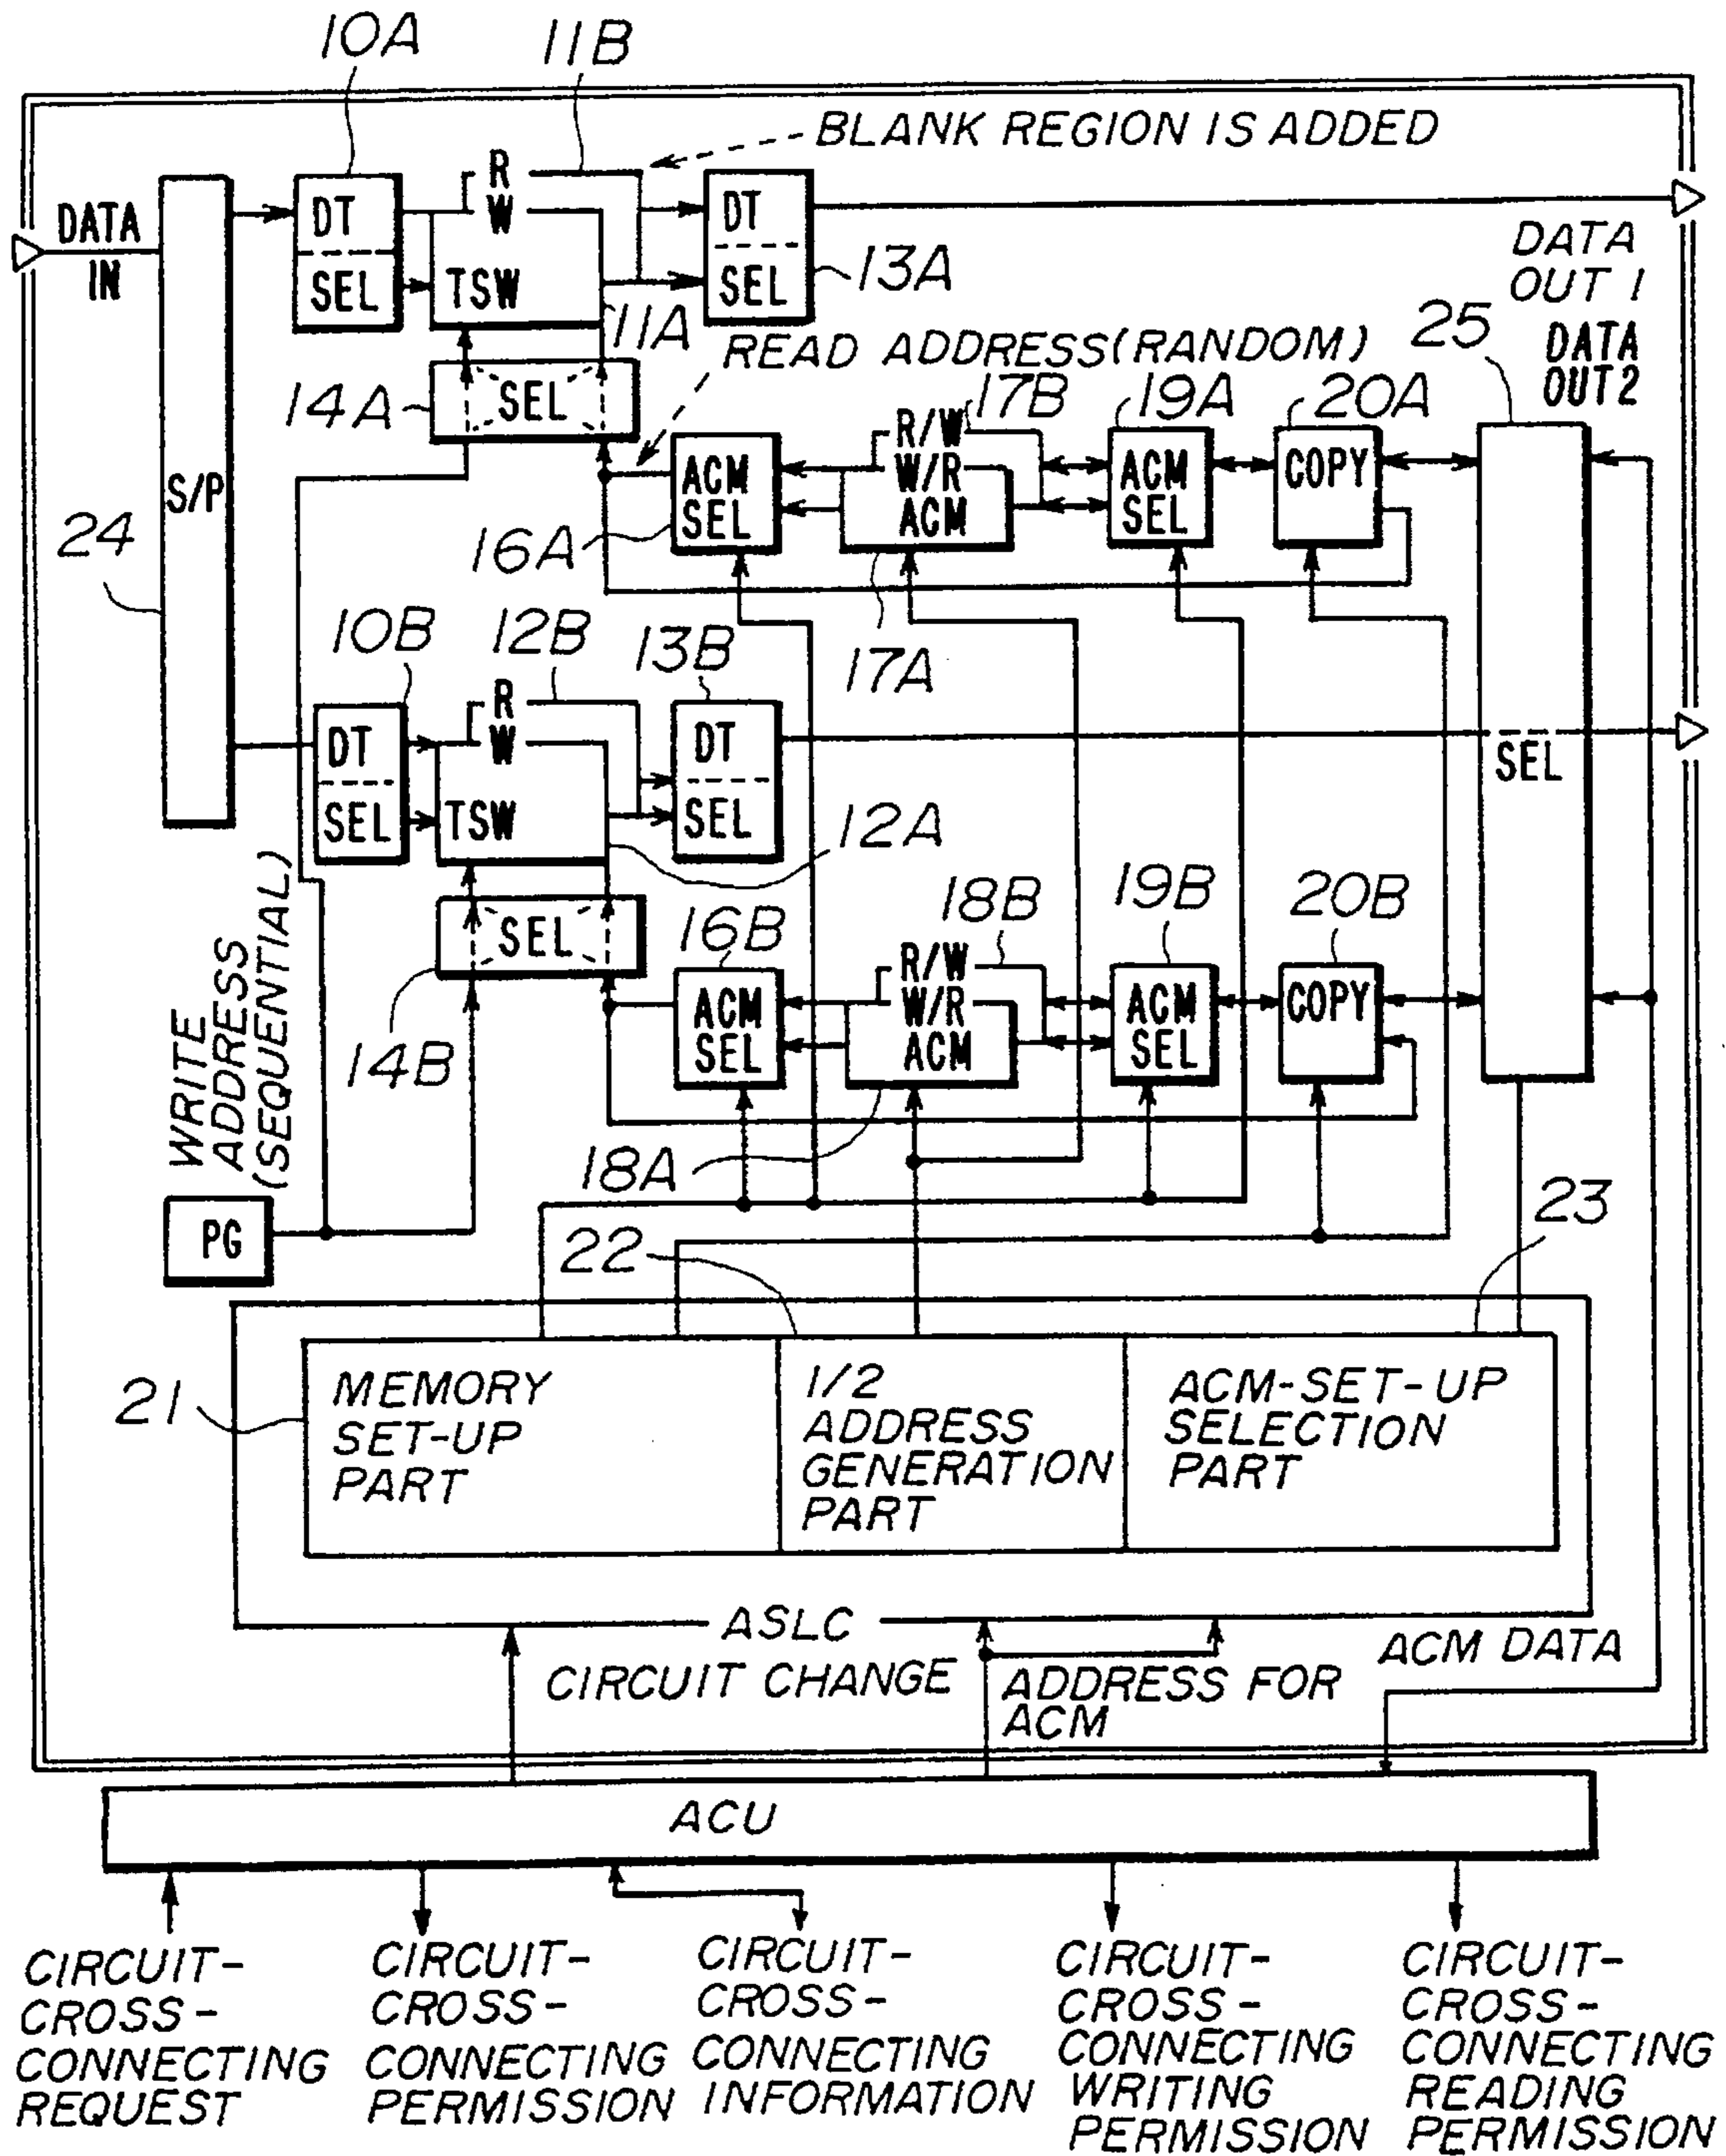 10A
11B
BLANK REGION IS ADDED
DATA
IN
S/P
24
DT
SEL
R
W
TSW
11A
DT
SEL
13A
DATA
OUT 1
DATA
OUT2
25
READ ADDRESS(RANDOM)
14A
SEL
17B
19A
20A
ACM
SEL
16A
R/W
W/R
ACM
17A
ACM
SEL
COPY
10B
12B
13B
DT
SEL
R
W
TSW
DT
SEL
12A
SEL
WRITE
ADDRESS
(SEQUENTIAL)
SEL
14B
16B
18B
19B
20B
ACM
SEL
R/W
W/R
ACM
18A
ACM
SEL
COPY
PG
22
23
21
MEMORY
SET-UP
PART
1/2
ADDRESS
GENERATION
PART
ACM-SET-UP
SELECTION
PART
ASLC
CIRCUIT CHANGE
ADDRESS FOR
ACM
ACM DATA
ACU
CIRCUIT-
CROSS-
CONNECTING
REQUEST
CIRCUIT-
CROSS-
CONNECTING
PERMISSION
CIRCUIT-
CROSS-
CONNECTING
INFORMATION
CIRCUIT-
CROSS-
CONNECTING
WRITING
PERMISSION
CIRCUIT-
CROSS-
CONNECTING
READING
PERMISSION